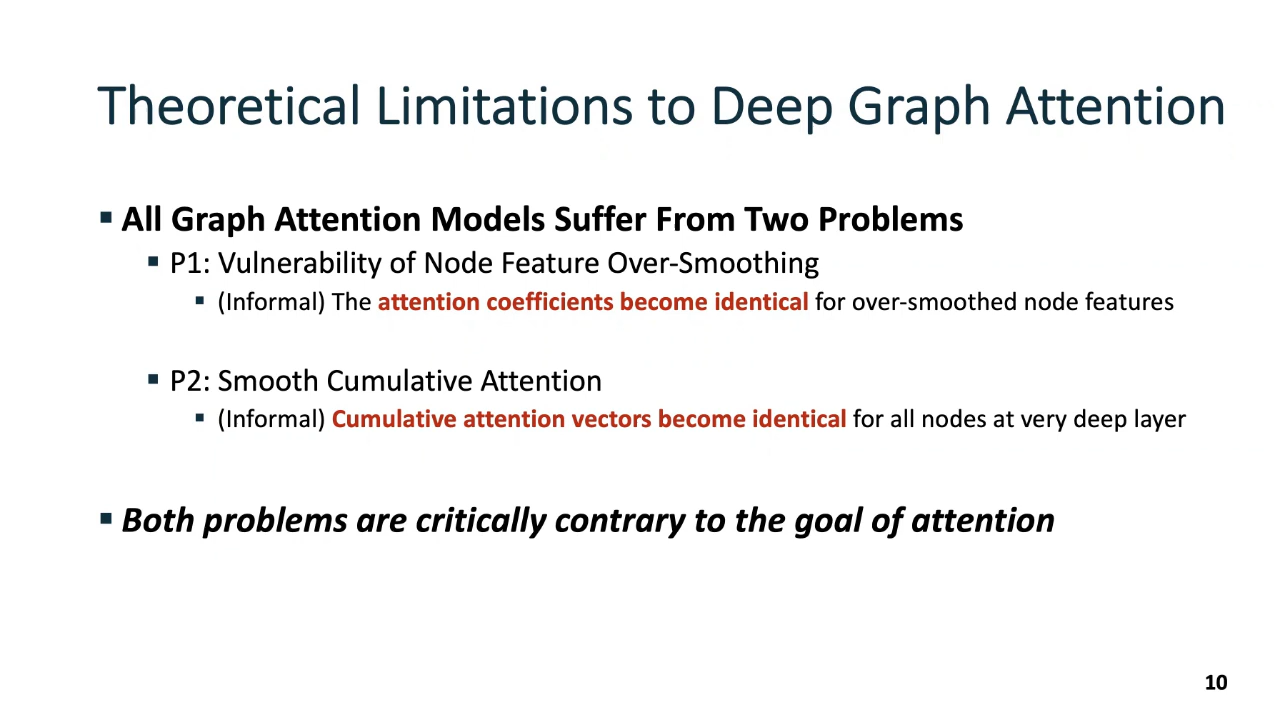 Theoretical Limitations to Deep Graph Attention
All Graph Attention Models Suffer From Two Problems
P1: Vulnerability of Node Feature Over-Smoothing
(Informal) The attention coefficients become identical for over-smoothed node features
P2: Smooth Cumulative Attention
(Informal) Cumulative attention vectors become identical for all nodes at very deep layer
Both problems are critically contrary to the goal of attention
10